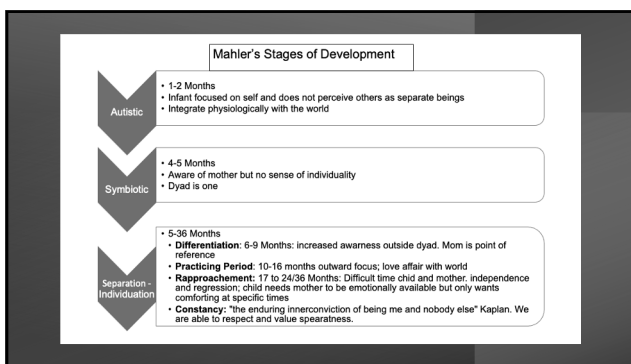 Mahler's Stages of Development
Autistic
• 1-2 Months
• Infant focused on self and does not perceive others as separate beings
• Integrate physiologically with the world
Symbiotic
• 4-5 Months
• Aware of mother but no sense of individuality
• Dyad is one
Separation -
Individuation
• 5-36 Months
• Differentiation: 6-9 Months: increased awarness outside dyad. Mom is point of
reference
• Practicing Period: 10-16 months outward focus; love affair with world
• Rapproachement: 17 to 24/36 Months: Difficult time chid and mother. independence
and regression; child needs mother to be emotionally available but only wants
comforting at specific times
• Constancy: "the enduring innerconviction of being me and nobody else" Kaplan. We
are able to respect and value spearatness.